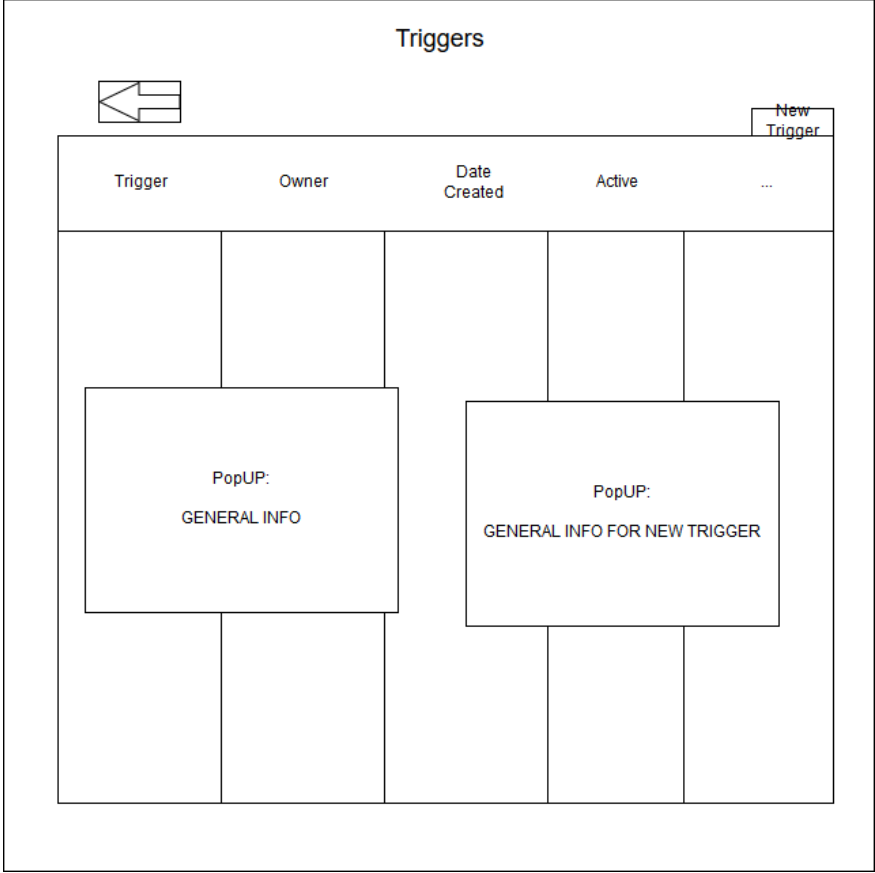 Triggers
New
Trigger
Trigger
Owner
Date
Created
Active
...
PopUP:
GENERAL INFO
PopUP:
GENERAL INFO FOR NEW TRIGGER